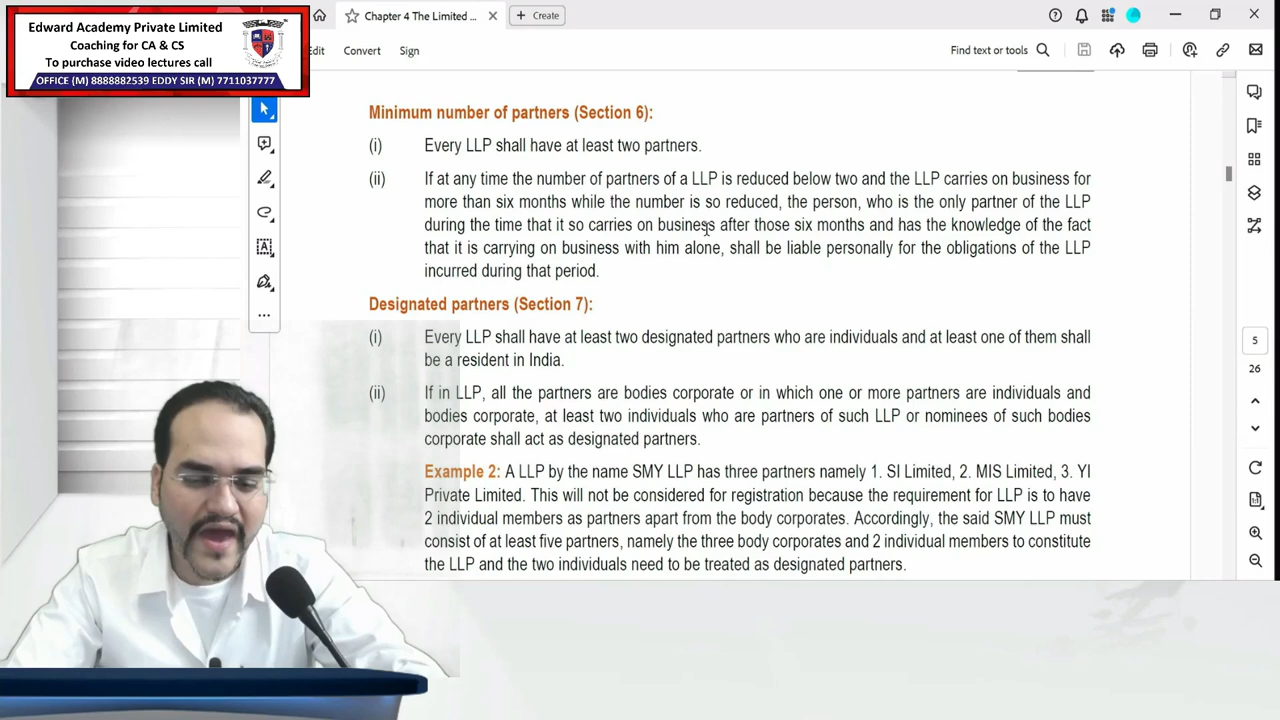 Edward Academy Private Limited
Coaching for CA & CS
To purchase video lectures call
OFFICE (M) 8888882539 EDDY SIR (M) 7711037777
Chapter 4 The Limited ...
+ Create
Edit
Convert
Sign
Find text or tools
Minimum number of partners (Section 6):
(i) Every LLP shall have at least two partners.
(ii) If at any time the number of partners of a LLP is reduced below two and the LLP carries on business for
more than six months while the number is so reduced, the person, who is the only partner of the LLP
during the time that it so carries on business after those six months and has the knowledge of the fact
that it is carrying on business with him alone, shall be liable personally for the obligations of the LLP
incurred during that period.
Designated partners (Section 7):
(i) Every LLP shall have at least two designated partners who are individuals and at least one of them shall
be a resident in India.
(ii) If in LLP, all the partners are bodies corporate or in which one or more partners are individuals and
bodies corporate, at least two individuals who are partners of such LLP or nominees of such bodies
corporate shall act as designated partners.
Example 2: A LLP by the name SMY LLP has three partners namely 1. SI Limited, 2. MIS Limited, 3. YI
Private Limited. This will not be considered for registration because the requirement for LLP is to have
2 individual members as partners apart from the body corporates. Accordingly, the said SMY LLP must
consist of at least five partners, namely the three body corporates and 2 individual members to constitute
the LLP and the two individuals need to be treated as designated partners.
5
26